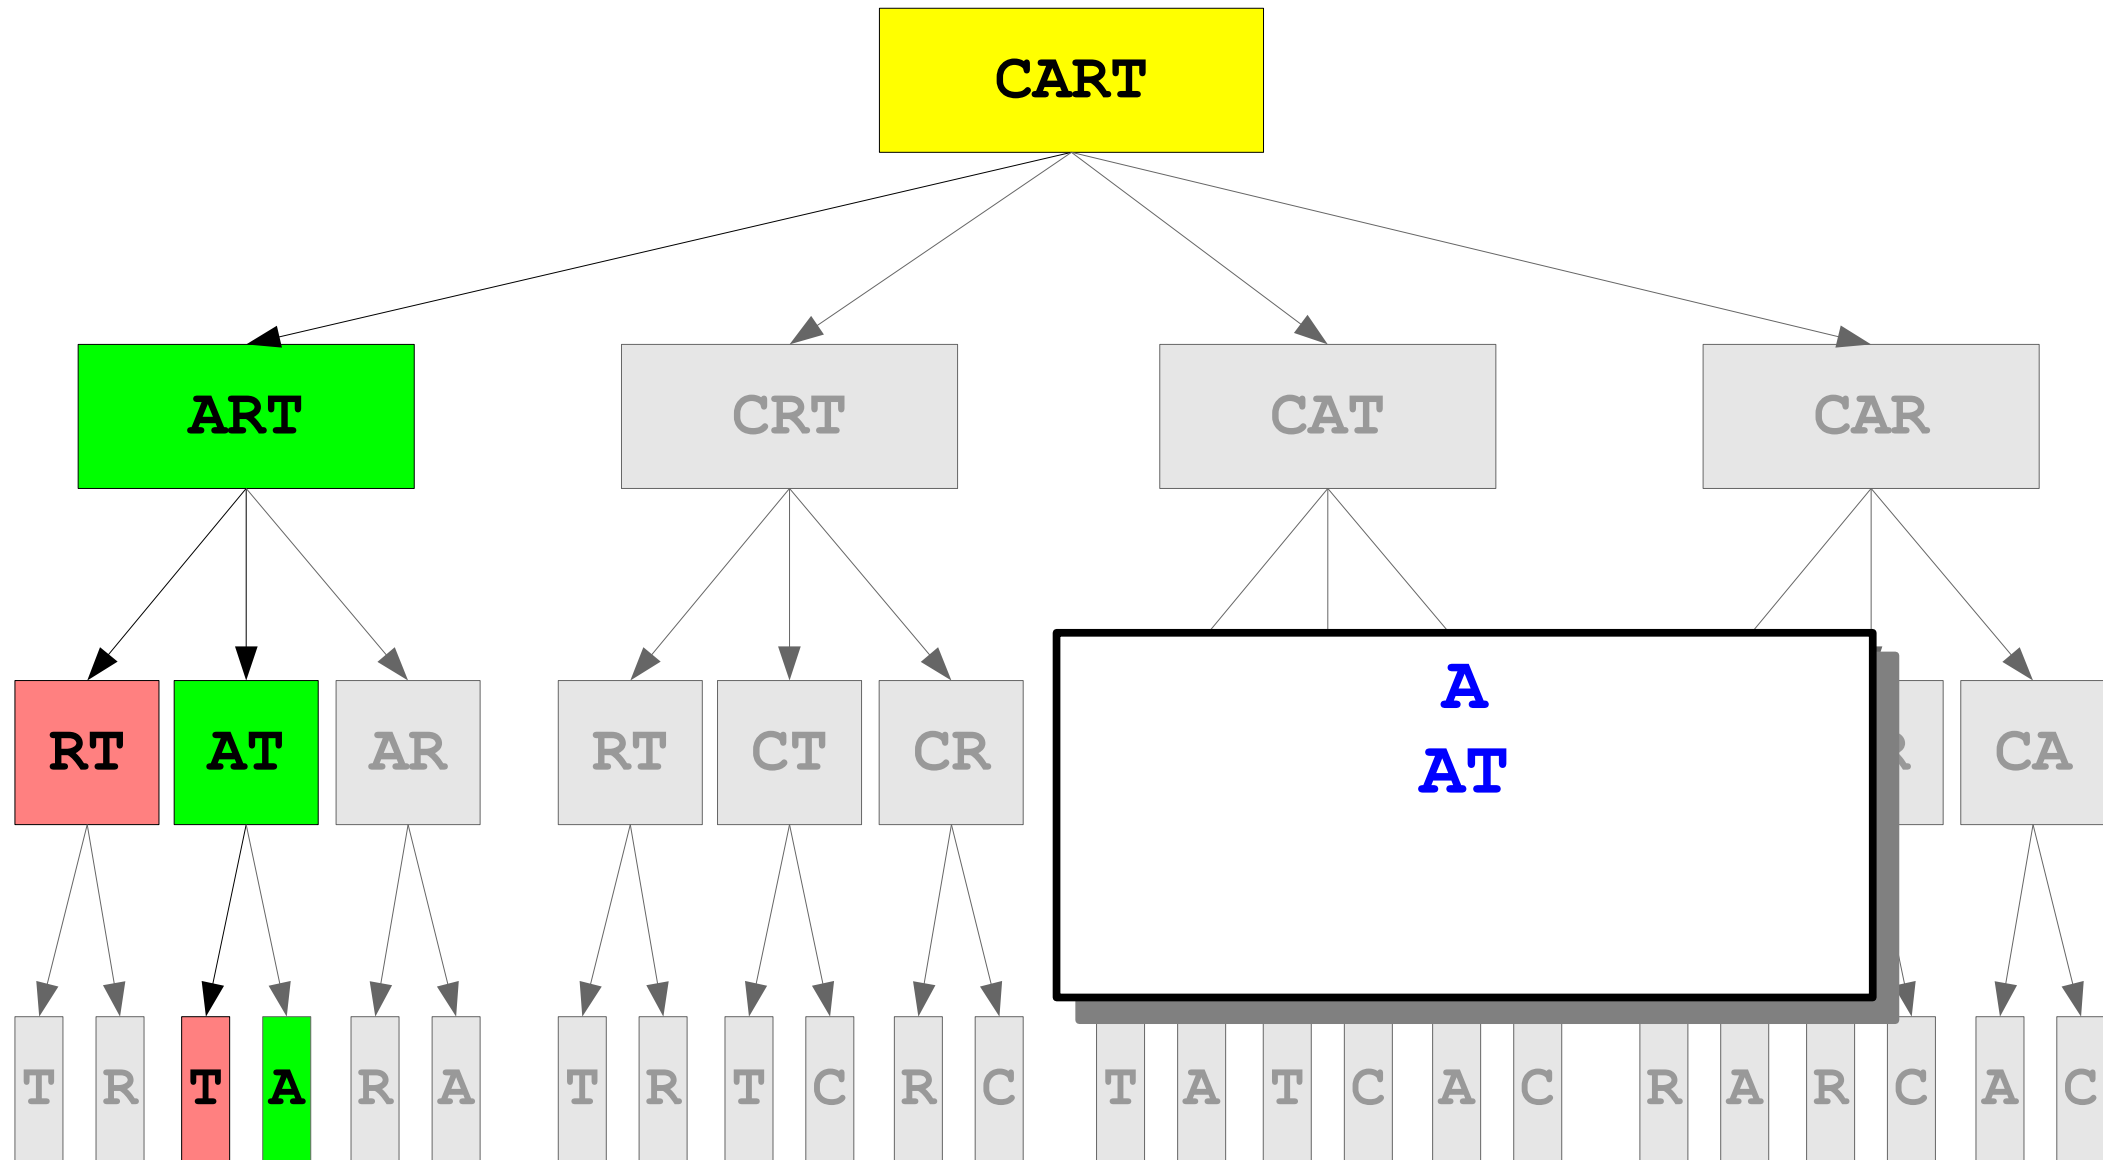 CART
ART CRT CAT CAR
RT AT AR RT CT CR CA
A
AT
T R T A R A T R T C R C T A T C A C R A R C A C